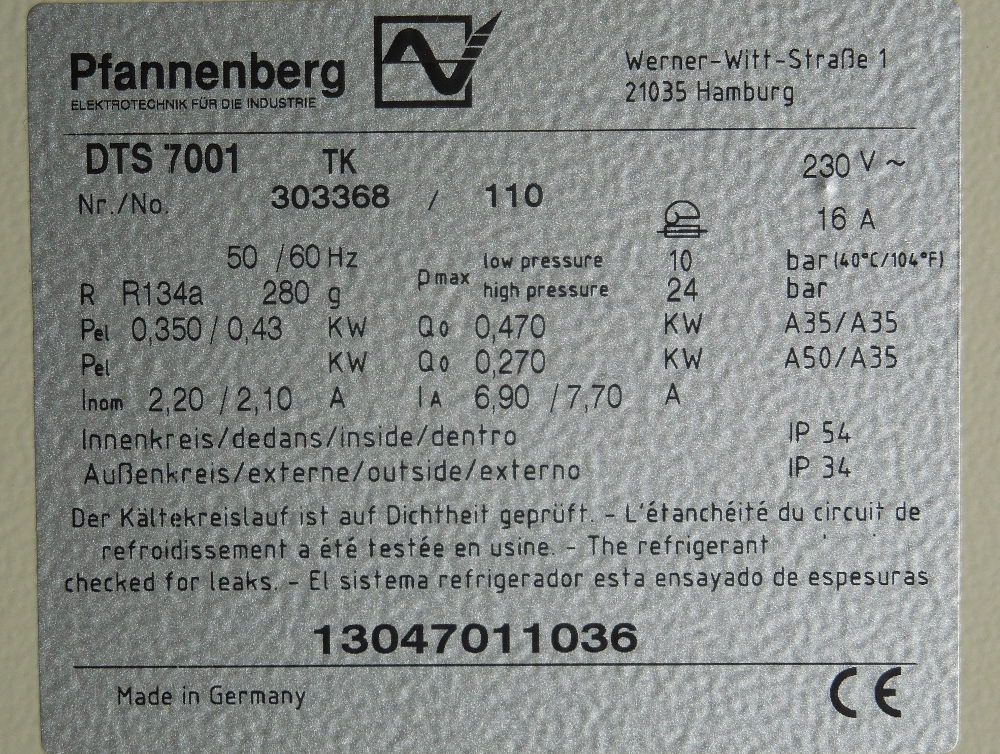 Pfannenberg
ELEKTROTECHNIK FÜR DIE INDUSTRIE
Werner-Witt-Straße 1
21035 Hamburg
DTS 7001 TK 230 V ~
Nr./No. 303368 / 110
16 A
50 / 60 Hz
R R134a 280 g
p max low pressure 10 bar (40°C/104°F)
high pressure 24 bar
Pel 0,350 / 0,43 KW Q0 0,470 KW A35/A35
Pel KW Q0 0,270 KW A50/A35
Inom 2,20 / 2,10 A IA 6,90 / 7,70 A
Innenkreis/dedans/inside/dentro IP 54
Außenkreis/externe/outside/externo IP 34
Der Kältekreislauf ist auf Dichtheit geprüft. - L'étanchéité du circuit de
refroidissement a été testée en usine. - The refrigerant
checked for leaks. - El sistema refrigerador esta ensayado de espesuras
13047011036
Made in Germany CE